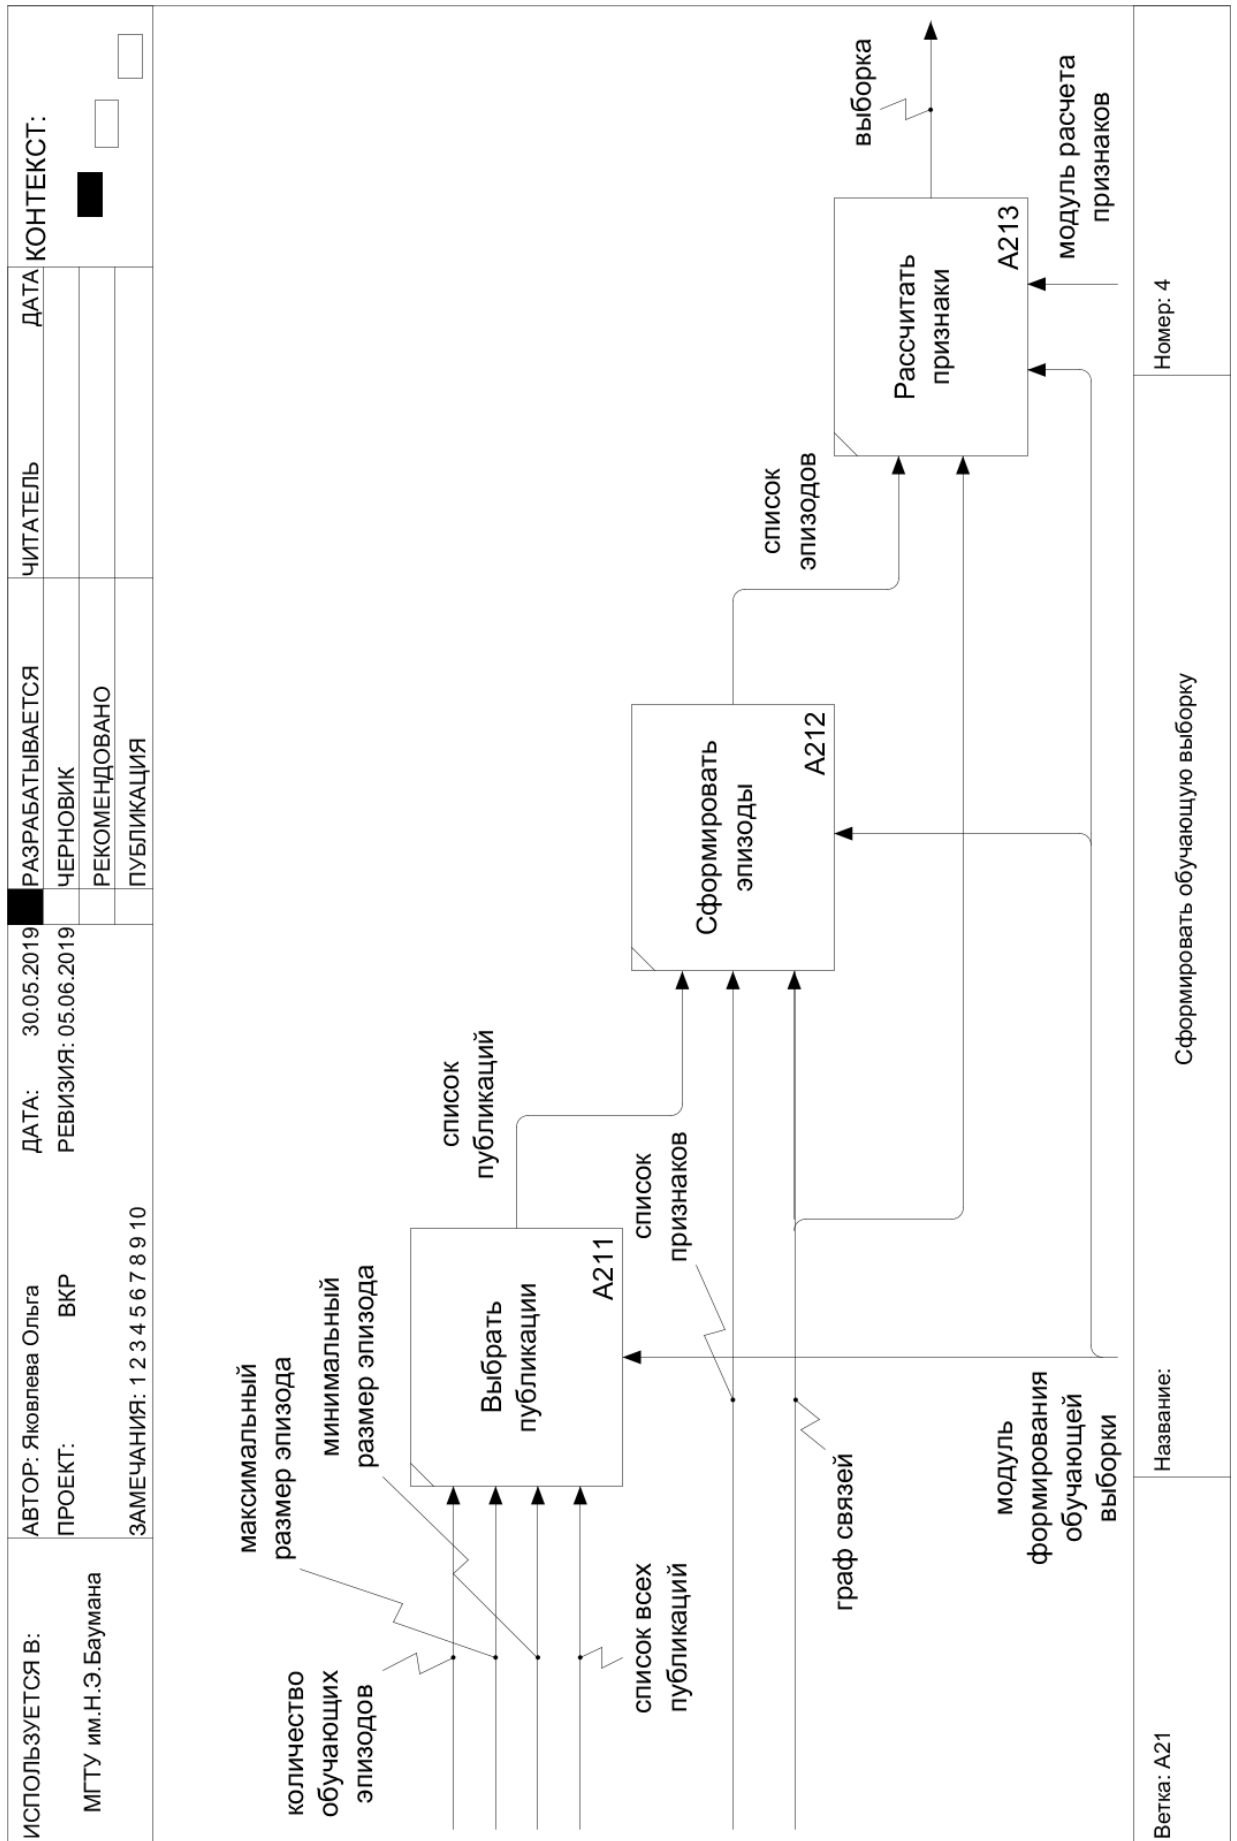 ИСПОЛЬЗУЕТСЯ В:
МГТУ им.Н.Э.Баумана
АВТОР: Яковлева Ольга
ДАТА: 30.05.2019
ПРОЕКТ: ВКР
РЕВИЗИЯ: 05.06.2019
ЗАМЕЧАНИЯ: 1 2 3 4 5 6 7 8 9 10
РАЗРАБАТЫВАЕТСЯ
ЧЕРНОВИК
РЕКОМЕНДОВАНО
ПУБЛИКАЦИЯ
ЧИТАТЕЛЬ
ДАТА
КОНТЕКСТ:
количество
обучающих
эпизодов
максимальный
размер эпизода
минимальный
размер эпизода
список всех
публикаций
Выбрать
публикации
A211
список
публикаций
список
признаков
граф связей
Сформировать
эпизоды
A212
список
эпизодов
Рассчитать
признаки
A213
выборка
модуль
формирования
обучающей
выборки
модуль расчета
признаков
Ветка: A21
Название:
Сформировать обучающую выборку
Номер: 4